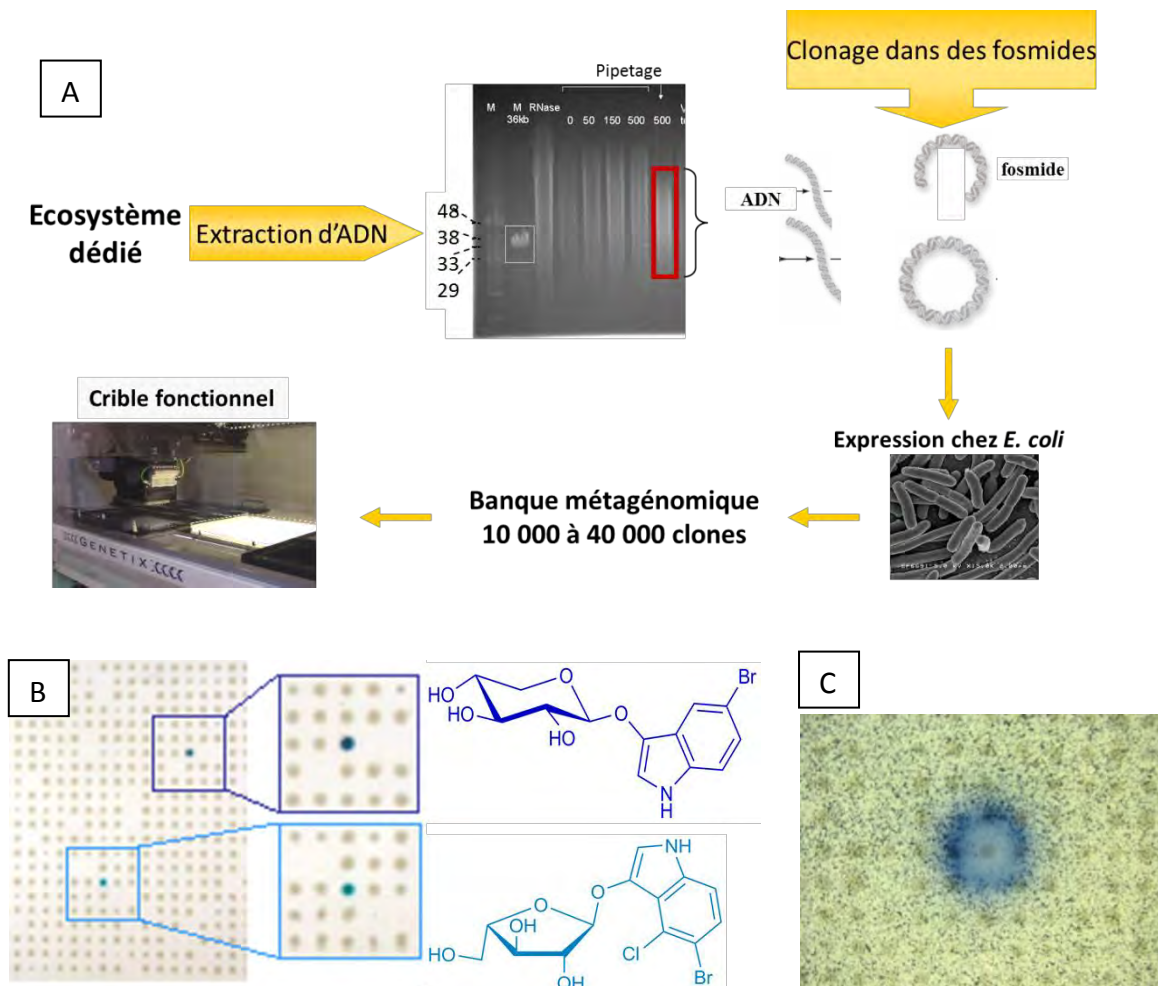 A
Clonage dans des fosmides
Pipetage
M M RNase
36kb 0 50 150 500 500
Ecosystème
dédié
Extraction d'ADN
48
38
33
29
ADN
fosmide
Crible fonctionnel
GENETIX
Expression chez E. coli
Banque métagénomique
10 000 à 40 000 clones
B
O
HO
HO
HO
O
Br
N
H
NH
O
O
OH
HO
OH
Cl
Br
C